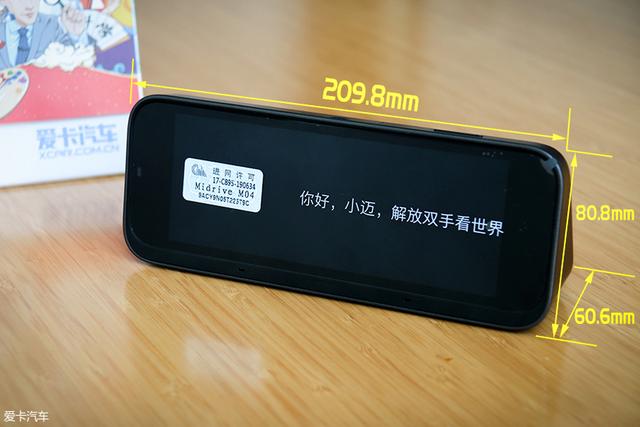 爱卡汽车
XCAR.COM.CN
209.8mm
进网许可
17-C895-190634
Midrive M04
你好，小迈，解放双手看世界
80.8mm
60.6mm
爱卡汽车